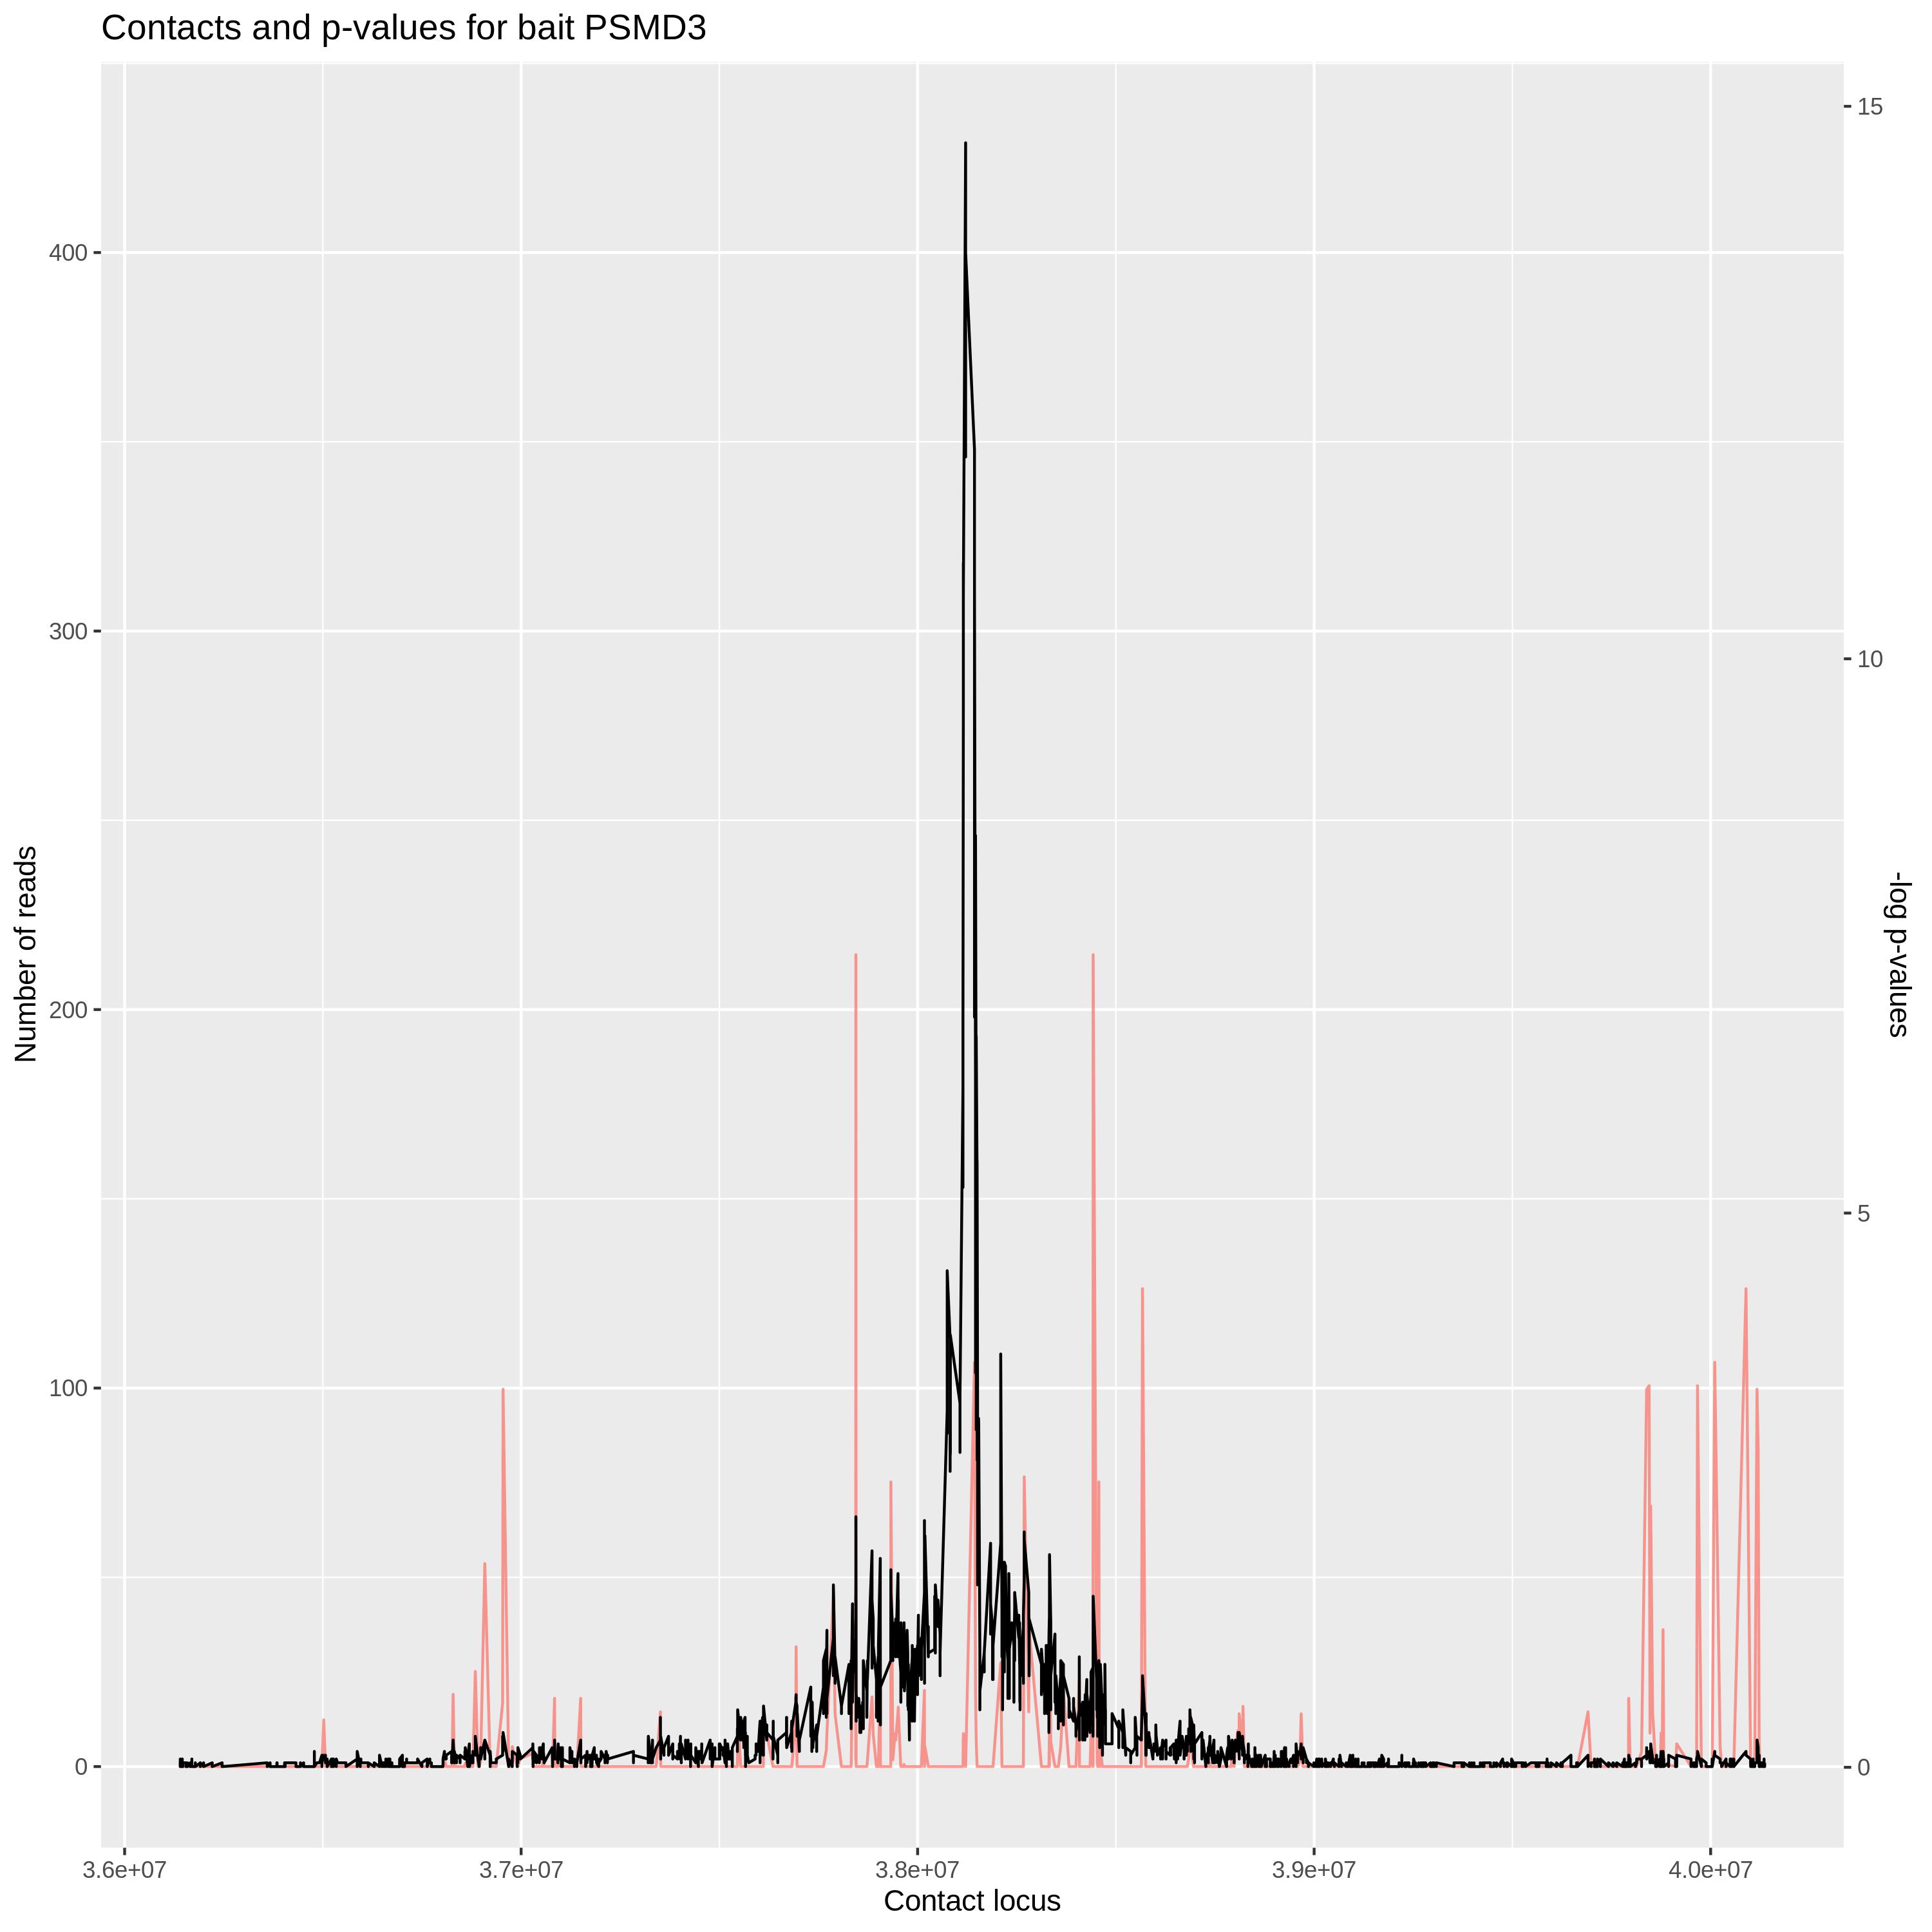 Contacts and p-values for bait PSMD3
Number of reads
400
300
200
100
0
15
10
5
0
-log p-values
3.6e+07
3.7e+07
3.8e+07
3.9e+07
4.0e+07
Contact locus